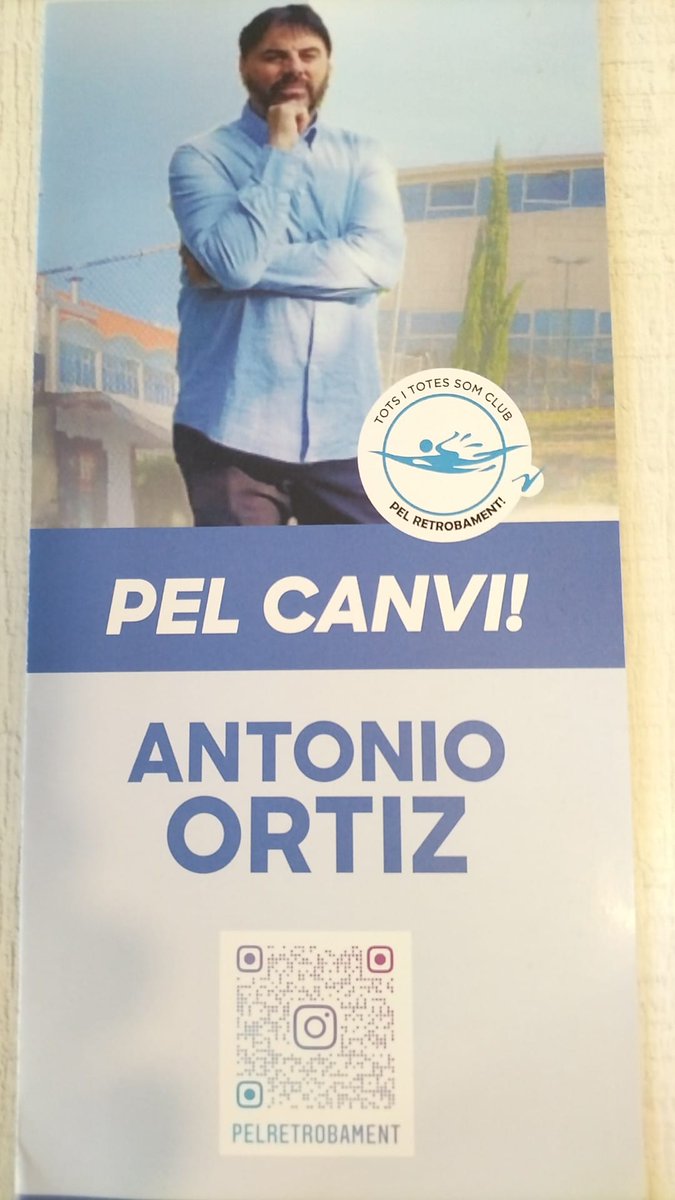 TOTS I TOTES SOM CLUB
PEL RETROBAMENT!
PEL CANVI!
ANTONIO
ORTIZ
PELRETROBAMENT